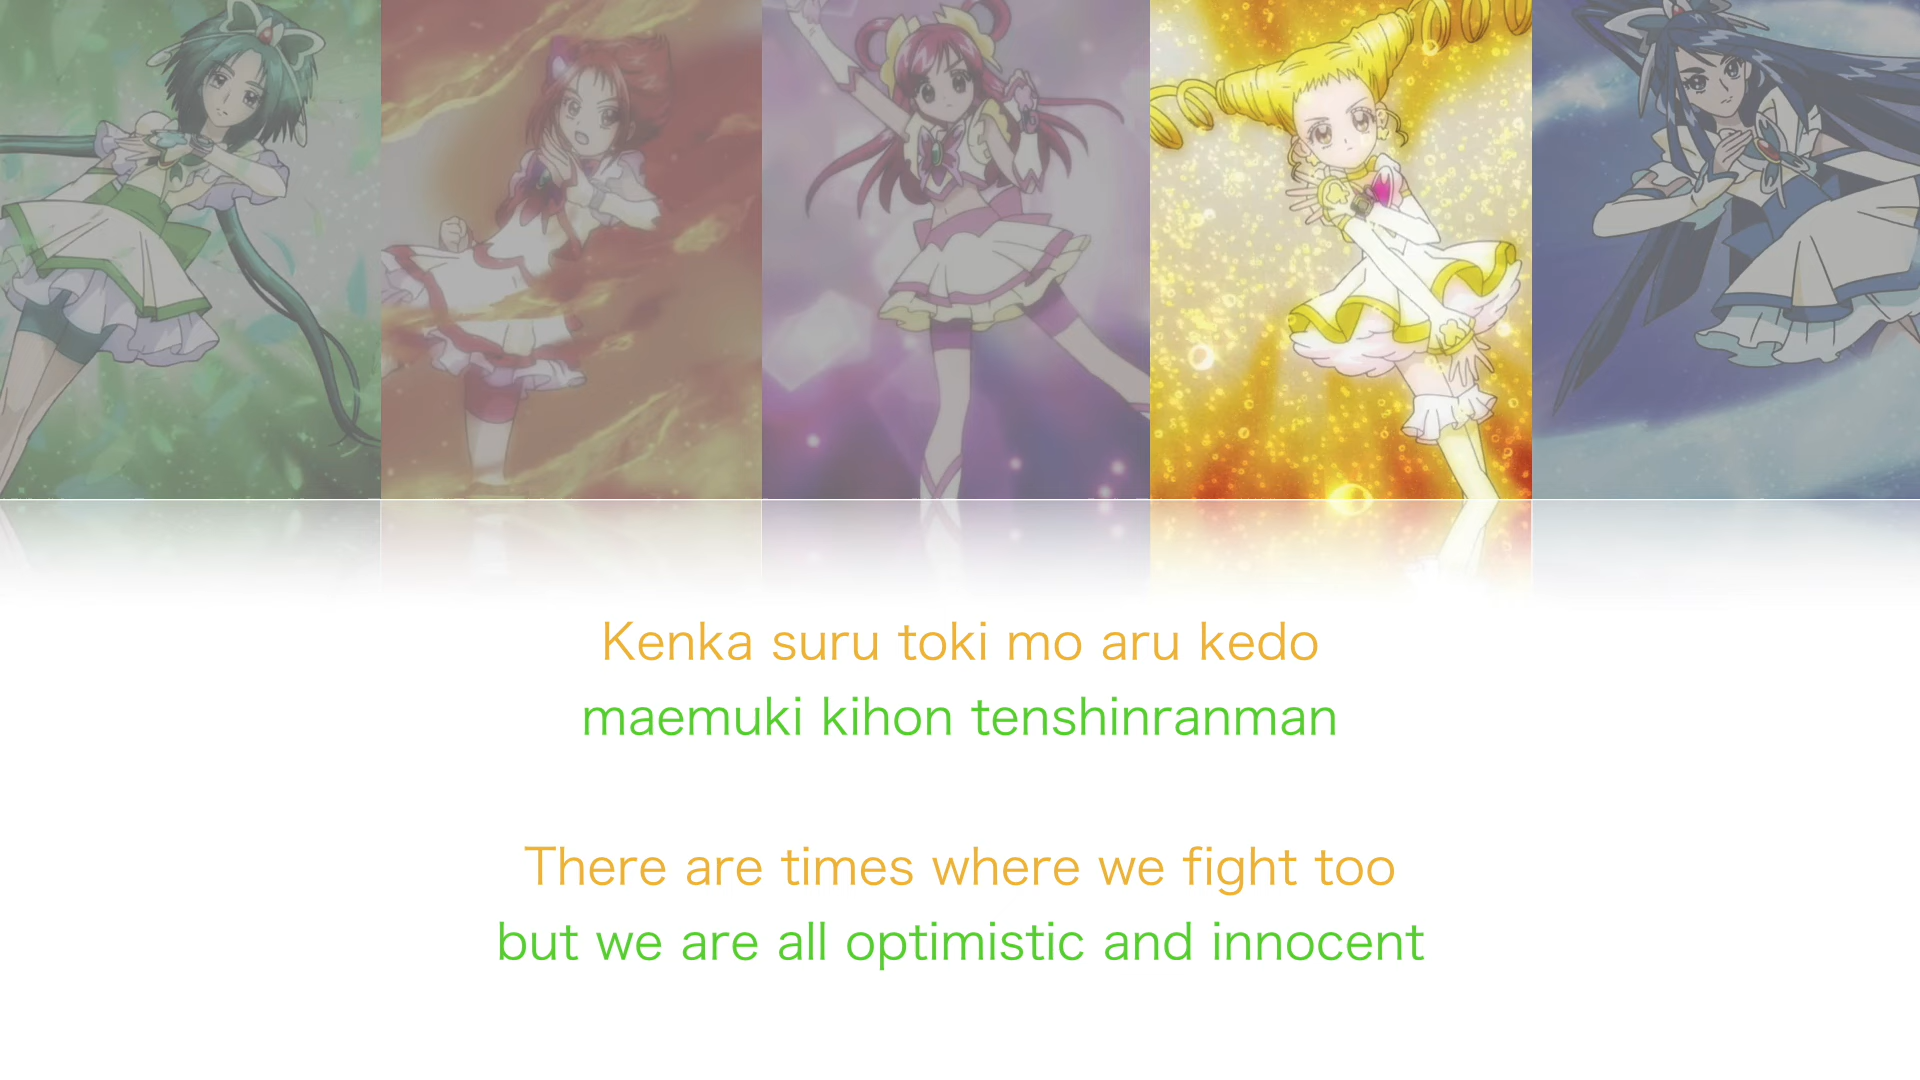 Kenka suru toki mo aru kedo
maemuki kihon tenshinranman
There are times where we fight too
but we are all optimistic and innocent